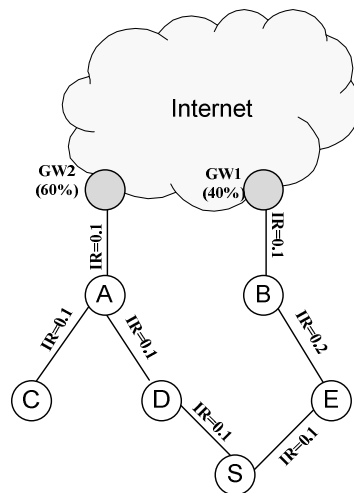 Internet
GW2
(60%)
GW1
(40%)
IR=0.1
IR=0.1
A
B
IR=0.1
IR=0.1
IR=0.2
C
D
E
IR=0.1
IR=0.1
S